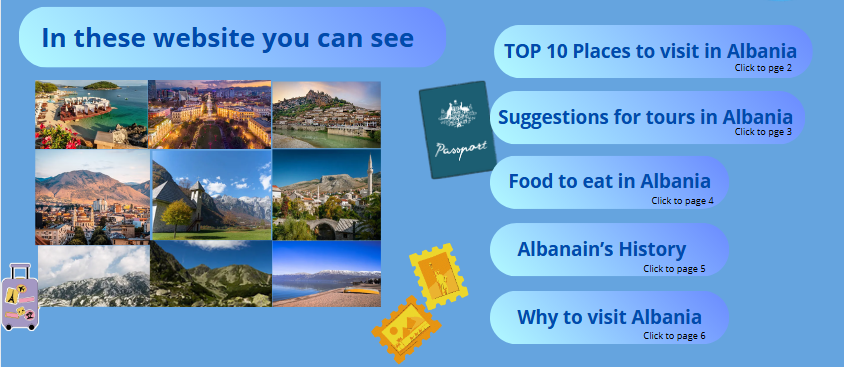 In these website you can see
TOP 10 Places to visit in Albania
Click to pge 2
Suggestions for tours in Albania
Click to pge 3
Passport
Food to eat in Albania
Click to page 4
Albanain's History
Click to page 5
Why to visit Albania
Click to page 6